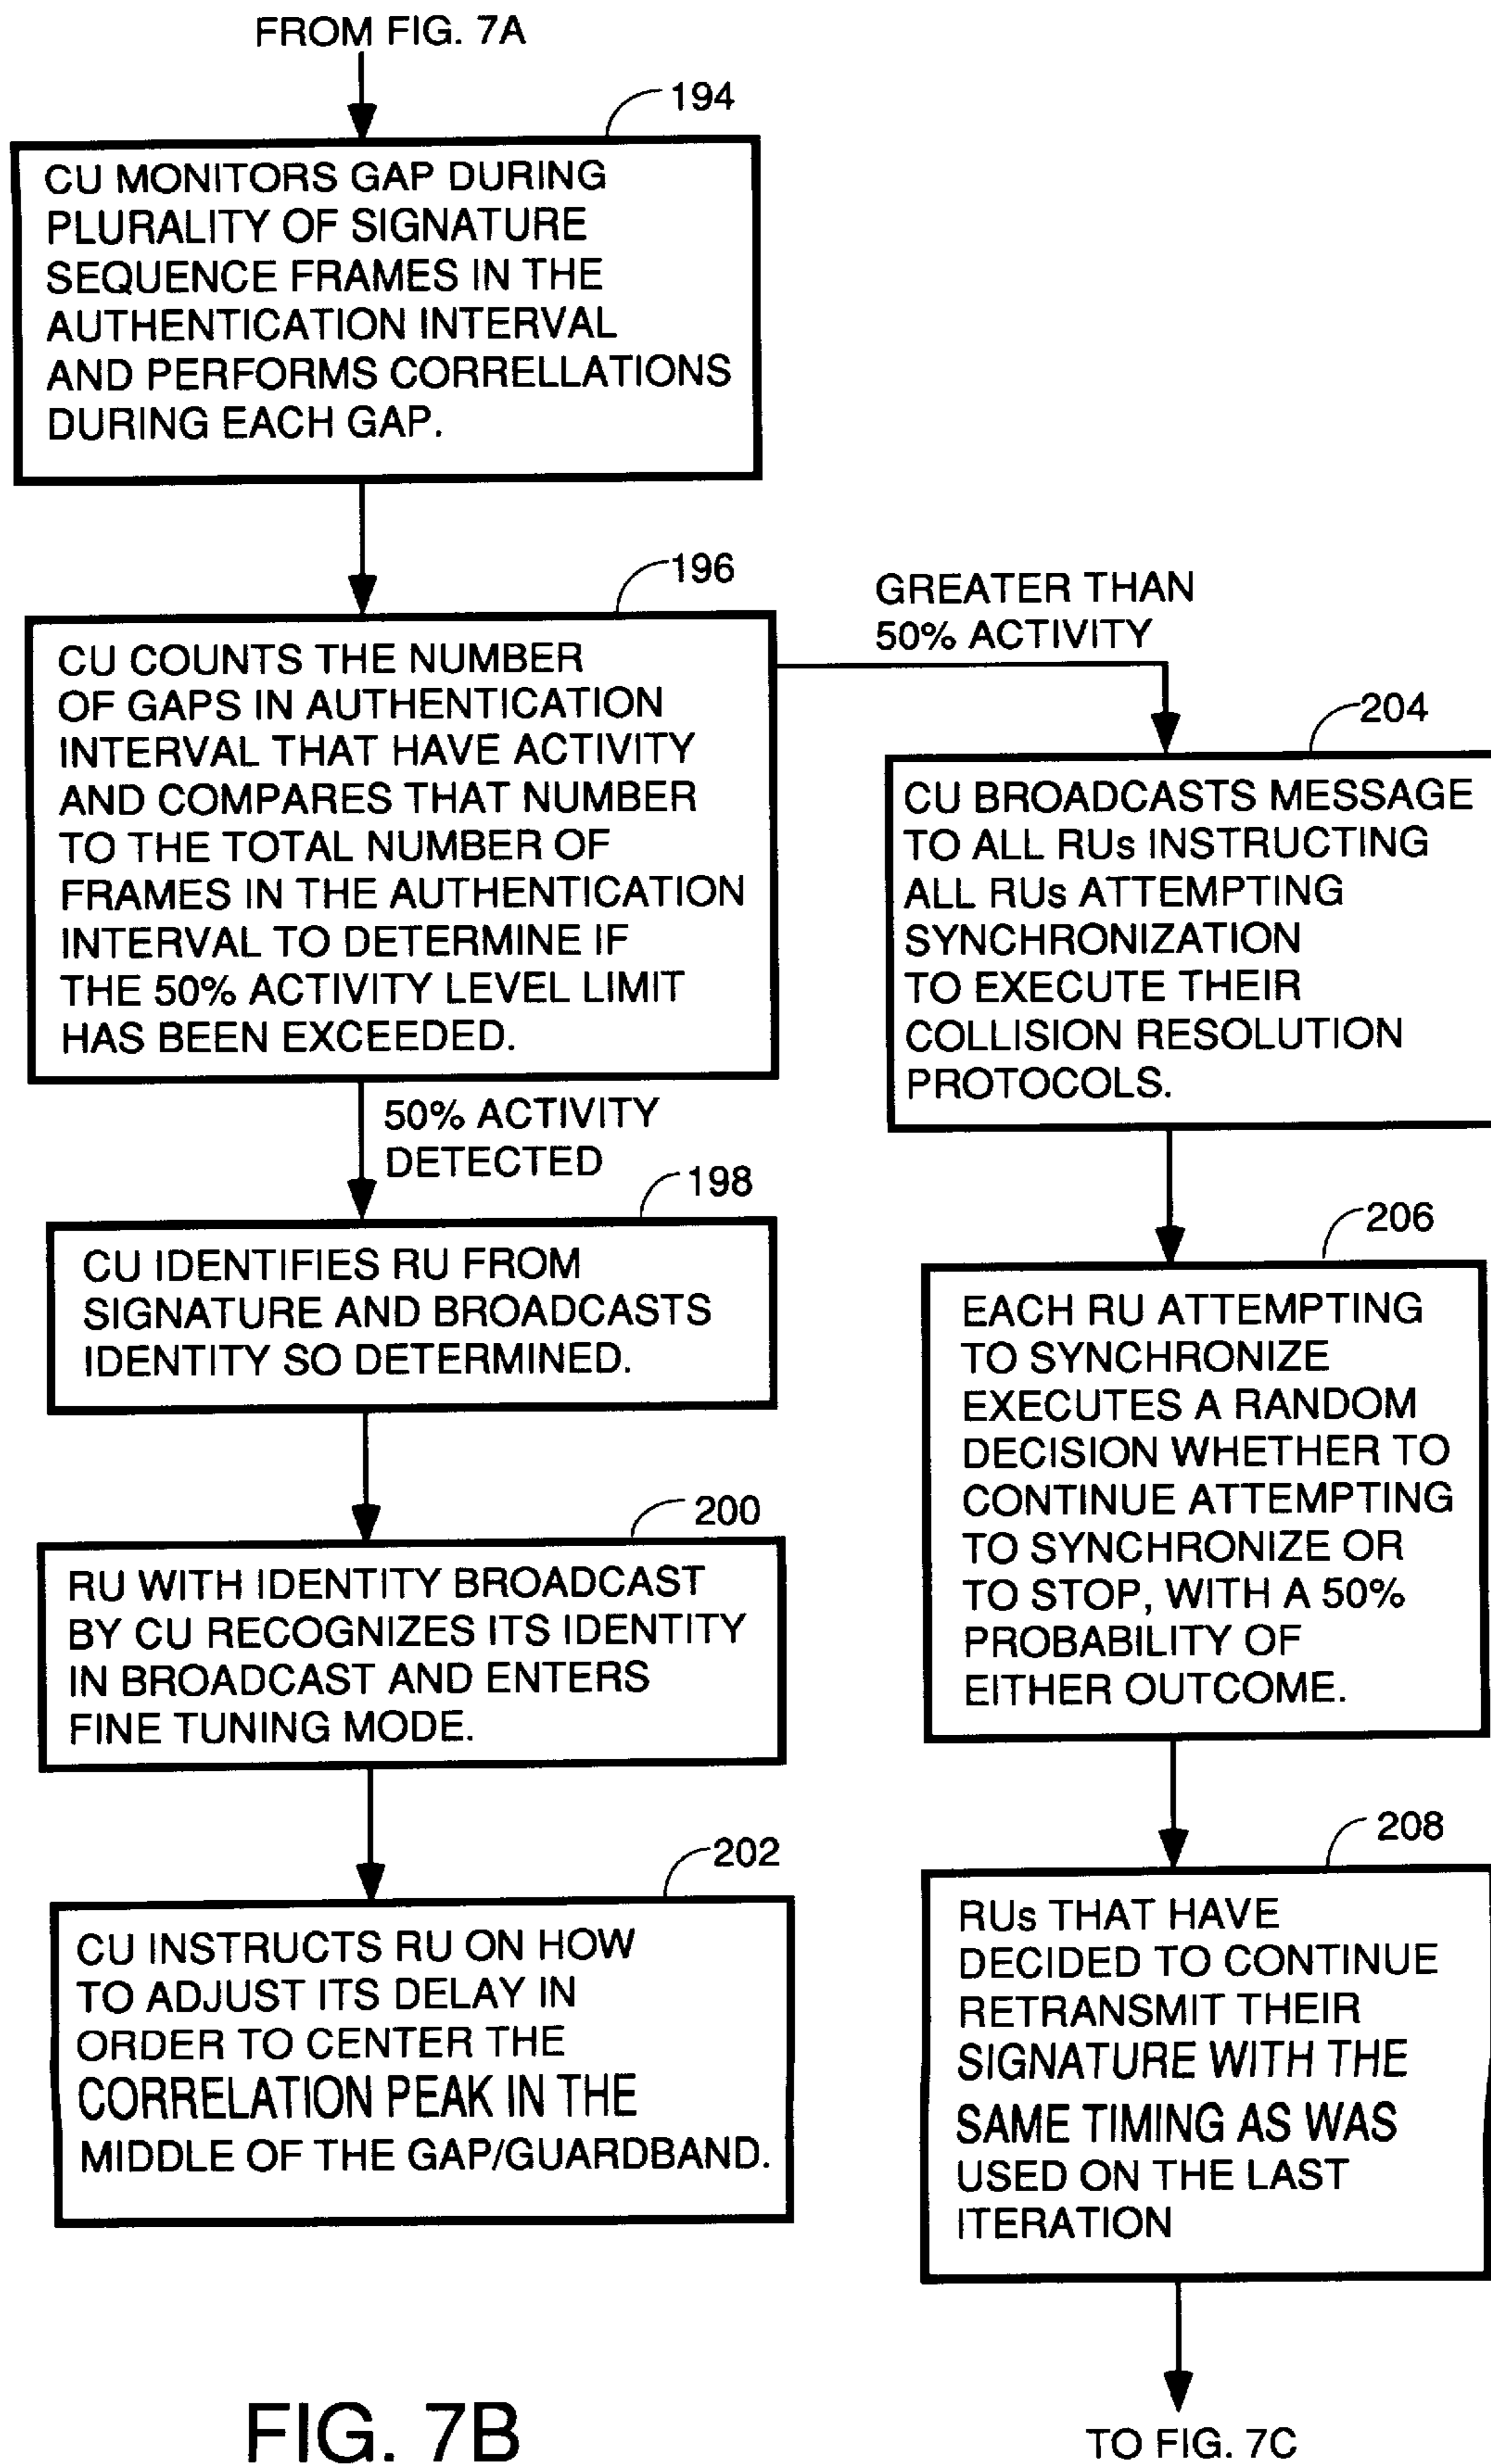 FROM FIG. 7A
194
CU MONITORS GAP DURING
PLURALITY OF SIGNATURE
SEQUENCE FRAMES IN THE
AUTHENTICATION INTERVAL
AND PERFORMS CORRELLATIONS
DURING EACH GAP.
196
CU COUNTS THE NUMBER
OF GAPS IN AUTHENTICATION
INTERVAL THAT HAVE ACTIVITY
AND COMPARES THAT NUMBER
TO THE TOTAL NUMBER OF
FRAMES IN THE AUTHENTICATION
INTERVAL TO DETERMINE IF
THE 50% ACTIVITY LEVEL LIMIT
HAS BEEN EXCEEDED.
50% ACTIVITY
DETECTED
198
CU IDENTIFIES RU FROM
SIGNATURE AND BROADCASTS
IDENTITY SO DETERMINED.
200
RU WITH IDENTITY BROADCAST
BY CU RECOGNIZES ITS IDENTITY
IN BROADCAST AND ENTERS
FINE TUNING MODE.
202
CU INSTRUCTS RU ON HOW
TO ADJUST ITS DELAY IN
ORDER TO CENTER THE
CORRELATION PEAK IN THE
MIDDLE OF THE GAP/GUARDBAND.
GREATER THAN
50% ACTIVITY
204
CU BROADCASTS MESSAGE
TO ALL RUs INSTRUCTING
ALL RUs ATTEMPTING
SYNCHRONIZATION
TO EXECUTE THEIR
COLLISION RESOLUTION
PROTOCOLS.
206
EACH RU ATTEMPTING
TO SYNCHRONIZE
EXECUTES A RANDOM
DECISION WHETHER TO
CONTINUE ATTEMPTING
TO SYNCHRONIZE OR
TO STOP, WITH A 50%
PROBABILITY OF
EITHER OUTCOME.
208
RUs THAT HAVE
DECIDED TO CONTINUE
RETRANSMIT THEIR
SIGNATURE WITH THE
SAME TIMING AS WAS
USED ON THE LAST
ITERATION
TO FIG. 7C
FIG. 7B